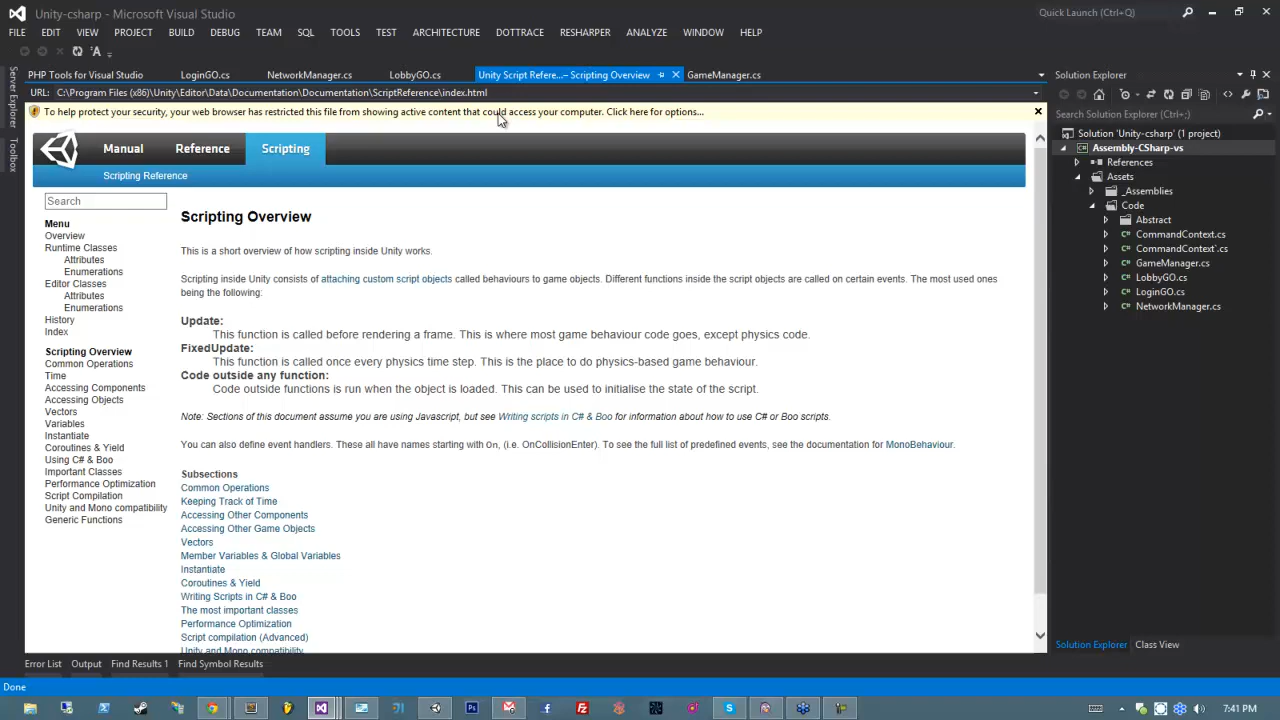 Unity-csharp - Microsoft Visual Studio
Quick Launch (Ctrl+Q)
FILE EDIT VIEW PROJECT BUILD DEBUG TEAM SQL TOOLS TEST ARCHITECTURE DOTTRACE RESHARPER ANALYZE WINDOW HELP
Server Explorer
Toolbox
PHP Tools for Visual Studio LoginGO.cs NetworkManager.cs LobbyGO.cs Unity Script Refere...– Scripting Overview GameManager.cs
URL: C:\Program Files (x86)\Unity\Editor\Data\Documentation\Documentation\ScriptReference\index.html
To help protect your security, your web browser has restricted this file from showing active content that could access your computer. Click here for options...
Manual Reference Scripting
Scripting Reference
Search
Menu
Overview
Runtime Classes
Attributes
Enumerations
Editor Classes
Attributes
Enumerations
History
Index
Scripting Overview
Common Operations
Time
Accessing Components
Accessing Objects
Vectors
Variables
Instantiate
Coroutines & Yield
Using C# & Boo
Important Classes
Performance Optimization
Script Compilation
Unity and Mono compatibility
Generic Functions
Scripting Overview
This is a short overview of how scripting inside Unity works.
Scripting inside Unity consists of attaching custom script objects called behaviours to game objects. Different functions inside the script objects are called on certain events. The most used ones
being the following:
Update:
This function is called before rendering a frame. This is where most game behaviour code goes, except physics code.
FixedUpdate:
This function is called once every physics time step. This is the place to do physics-based game behaviour.
Code outside any function:
Code outside functions is run when the object is loaded. This can be used to initialise the state of the script.
Note: Sections of this document assume you are using Javascript, but see Writing scripts in C# & Boo for information about how to use C# or Boo scripts.
You can also define event handlers. These all have names starting with On, (i.e. OnCollisionEnter). To see the full list of predefined events, see the documentation for MonoBehaviour.
Subsections
Common Operations
Keeping Track of Time
Accessing Other Components
Accessing Other Game Objects
Vectors
Member Variables & Global Variables
Instantiate
Coroutines & Yield
Writing Scripts in C# & Boo
The most important classes
Performance Optimization
Script compilation (Advanced)
Unity and Mono compatibility
Solution Explorer
Search Solution Explorer (Ctrl+;)
Solution 'Unity-csharp' (1 project)
Assembly-CSharp-vs
References
Assets
_Assemblies
Code
Abstract
CommandContext.cs
CommandContext`.cs
GameManager.cs
LobbyGO.cs
LoginGO.cs
NetworkManager.cs
Solution Explorer Class View
Error List Output Find Results 1 Find Symbol Results
Done
7:41 PM